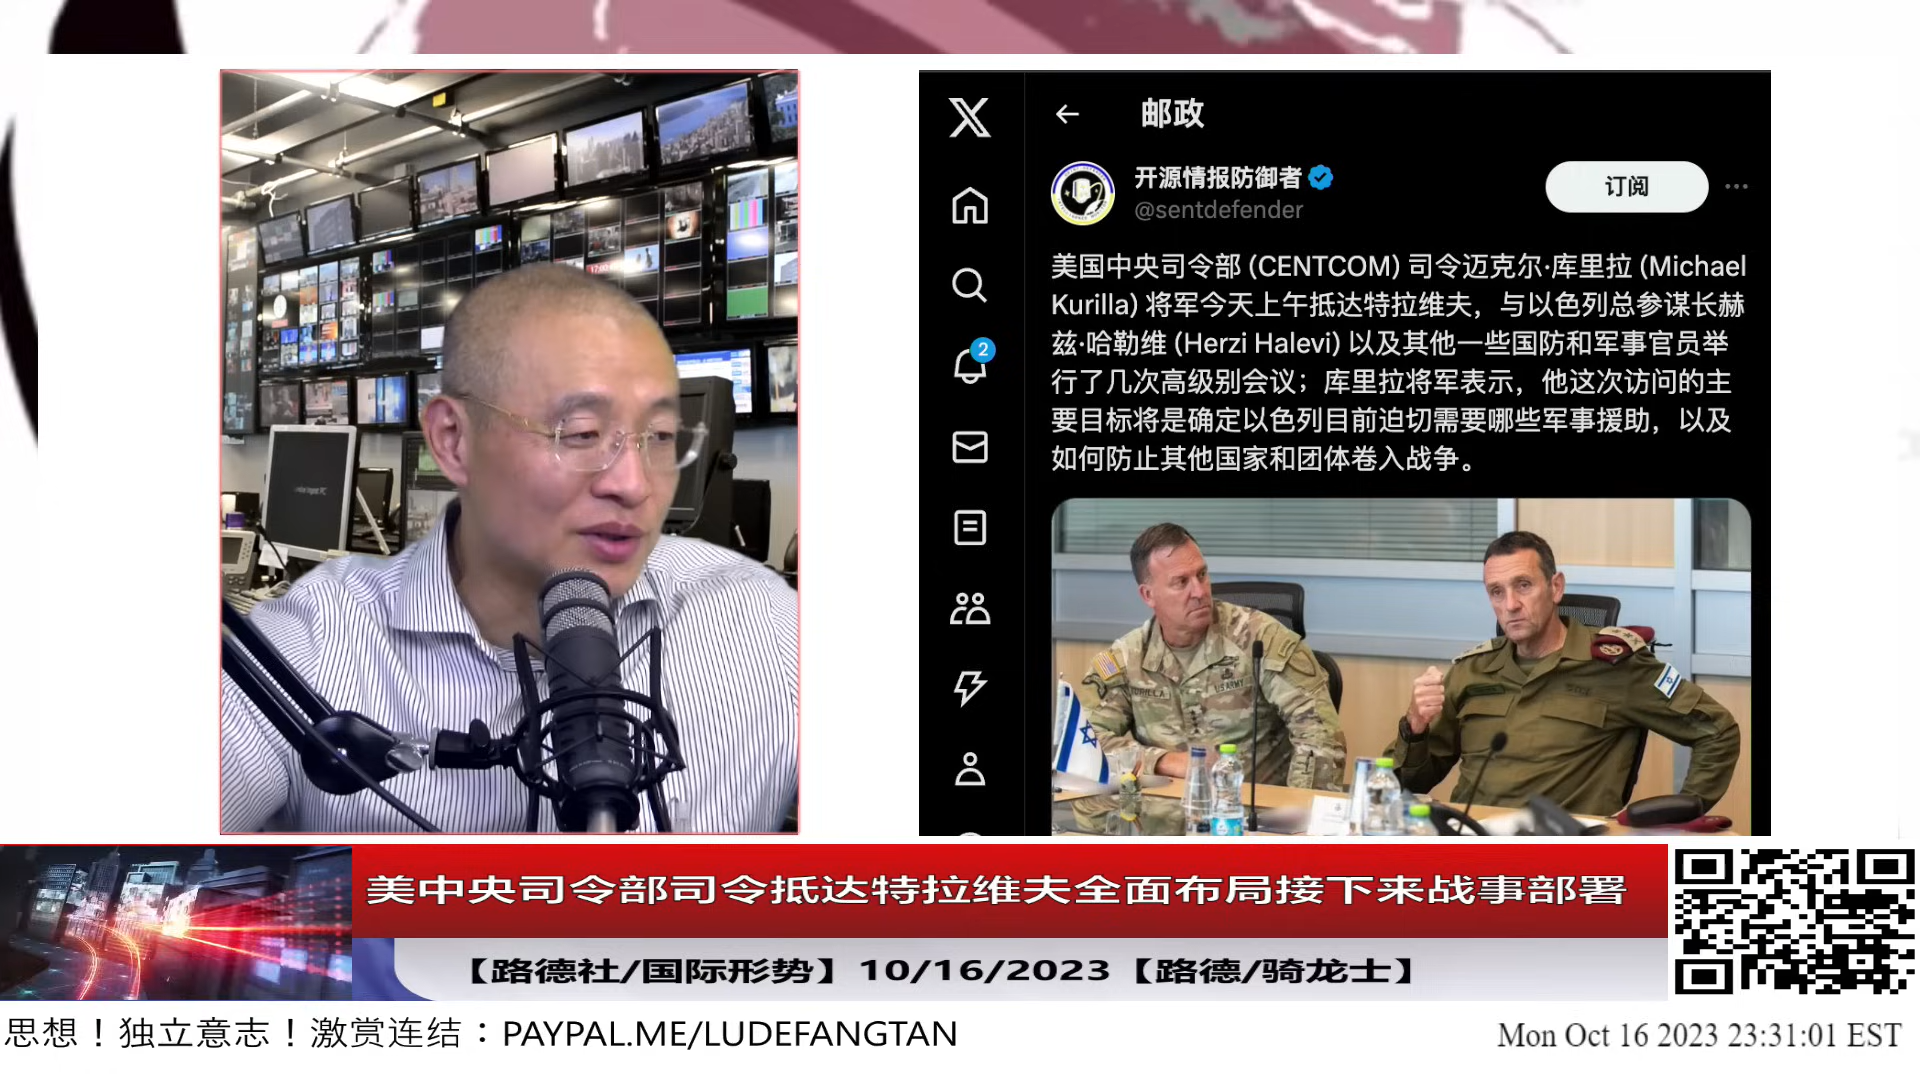 邮政
开源情报防御者
订阅
@sentdefender
2
美国中央司令部 (CENTCOM) 司令迈克尔·库里拉 (Michael
Kurilla) 将军今天上午抵达特拉维夫，与以色列总参谋长赫
兹·哈勒维 (Herzi Halevi) 以及其他一些国防和军事官员举
行了几次高级别会议；库里拉将军表示，他这次访问的主
要目标将是确定以色列目前迫切需要哪些军事援助，以及
如何防止其他国家和团体卷入战争。
KURILLA
U.S. ARMY
美中央司令部司令抵达特拉维夫全面布局接下来战事部署
【路德社/国际形势】10/16/2023【路德/骑龙士】
思想！独立意志！激赏连结：PAYPAL.ME/LUDEFANGTAN
Mon Oct 16 2023 23:31:01 EST